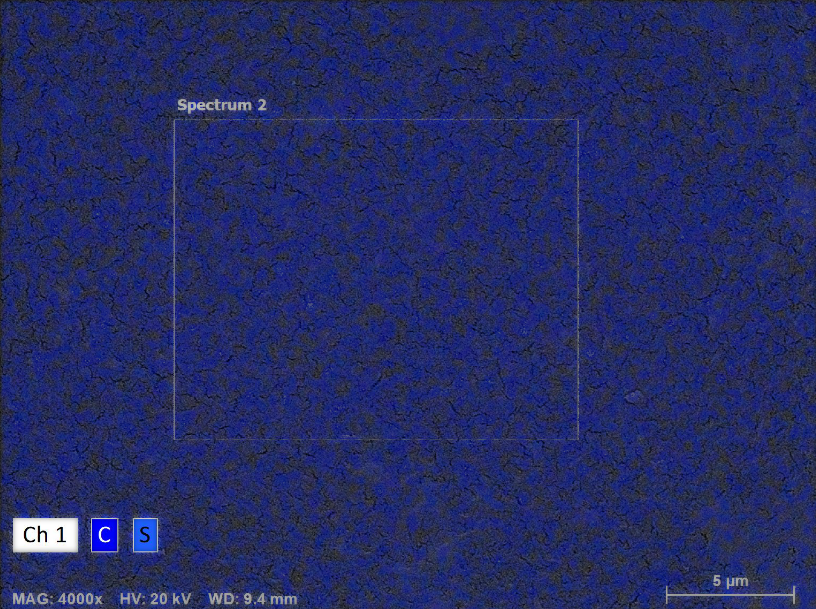 Spectrum 2
Ch 1 C S
5 µm
MAG: 4000x HV: 20 kV WD: 9.4 mm